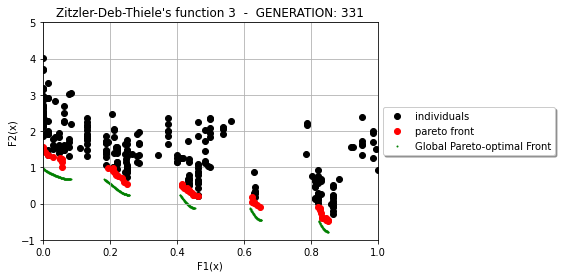 Zitzler-Deb-Thiele's function 3 - GENERATION: 331
5
4
3
2
1
0
−1
F2(x)
0.0 0.2 0.4 0.6 0.8 1.0
F1(x)
individuals
pareto front
Global Pareto-optimal Front